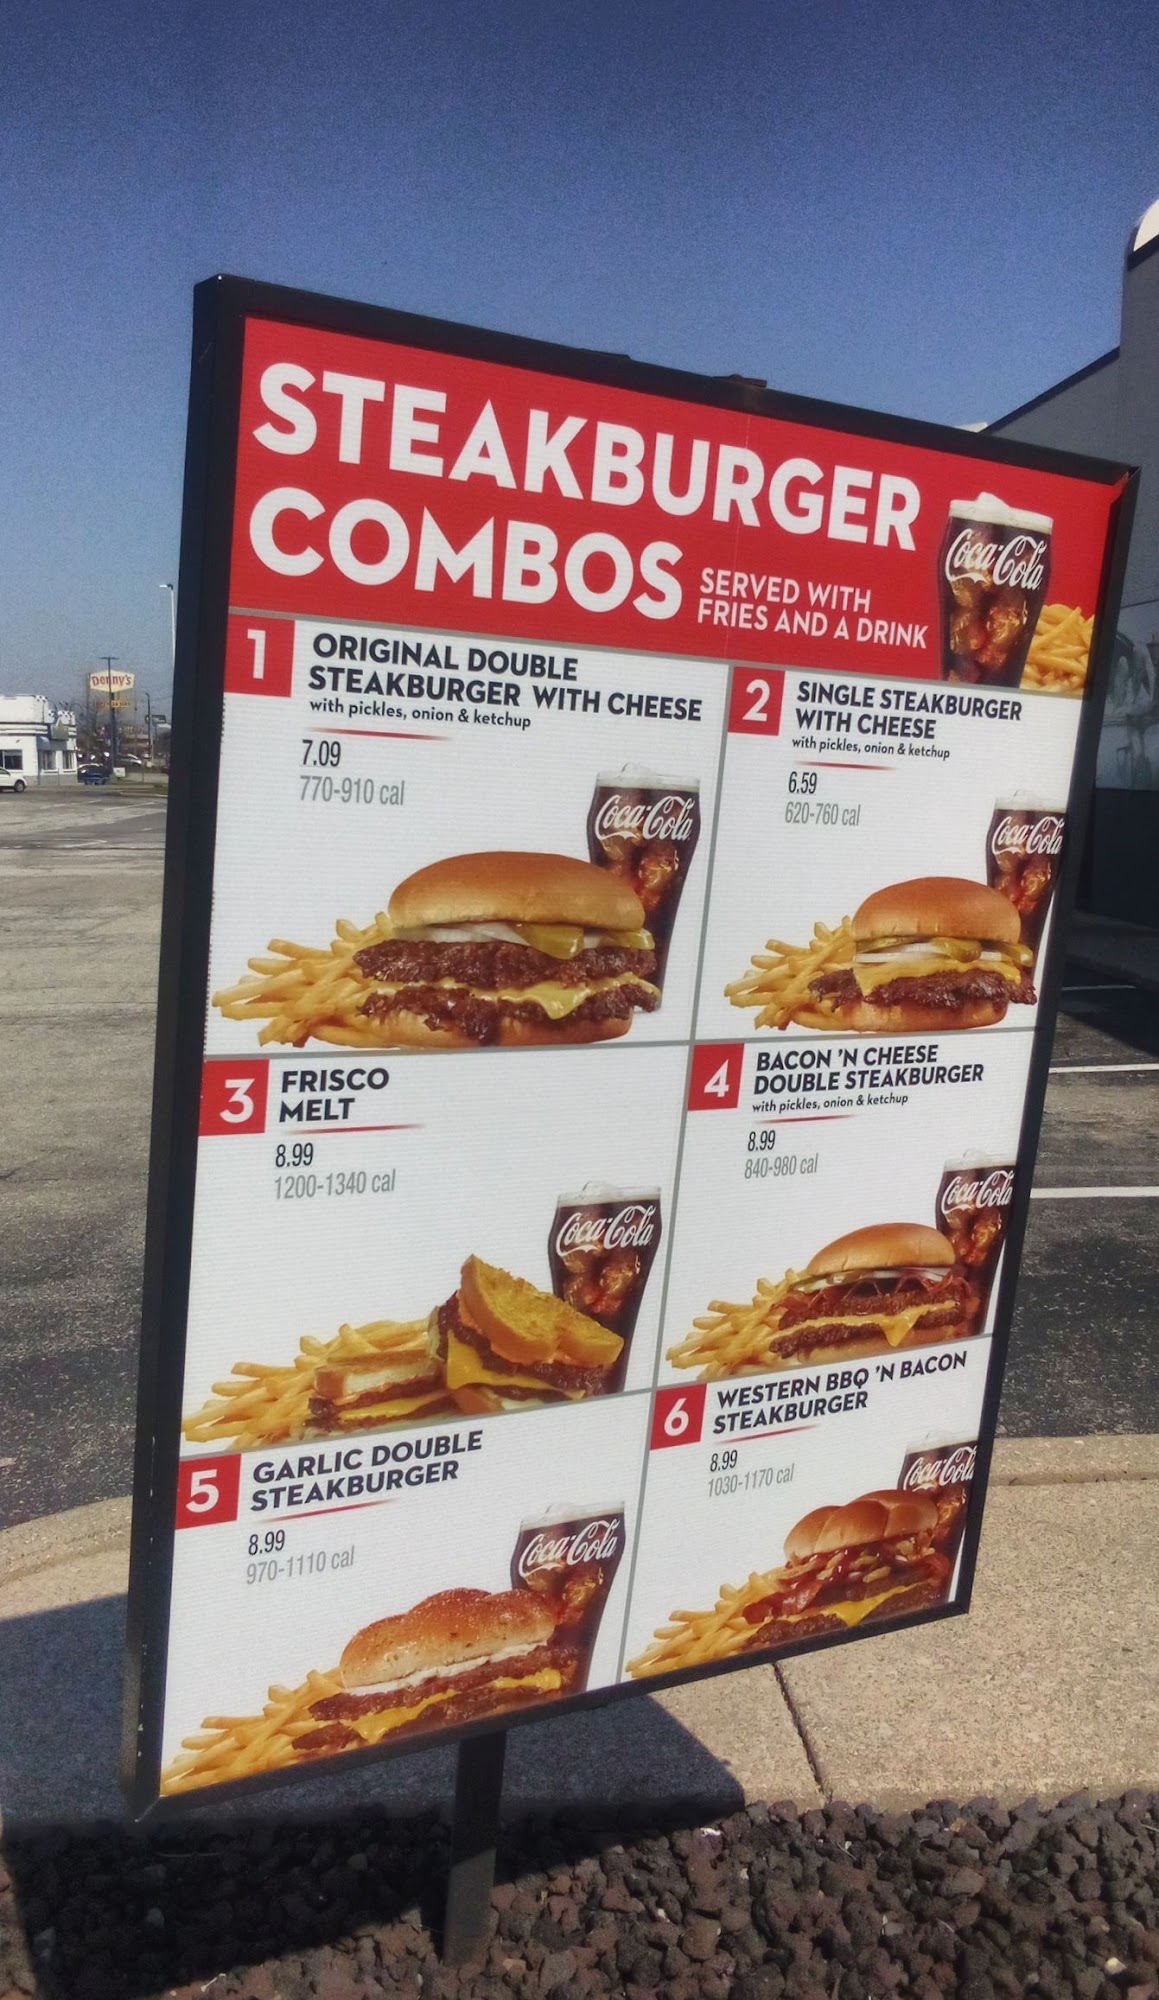 STEAKBURGER
COMBOS
SERVED WITH
FRIES AND A DRINK
Coca-Cola
1
ORIGINAL DOUBLE
STEAKBURGER WITH CHEESE
with pickles, onion & ketchup
7.09
770-910 cal
Coca-Cola
2
SINGLE STEAKBURGER
WITH CHEESE
with pickles, onion & ketchup
6.59
620-760 cal
Coca-Cola
3
FRISCO
MELT
8.99
1200-1340 cal
Coca-Cola
4
BACON 'N CHEESE
DOUBLE STEAKBURGER
with pickles, onion & ketchup
8.99
840-980 cal
Coca-Cola
5
GARLIC DOUBLE
STEAKBURGER
8.99
970-1110 cal
Coca-Cola
6
WESTERN BBQ 'N BACON
STEAKBURGER
8.99
1030-1170 cal
Coca-Cola
Denny's